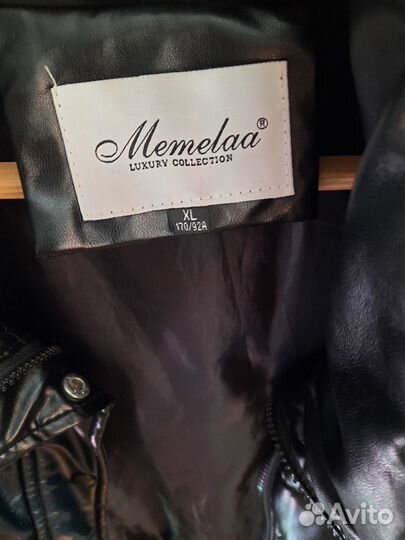 Memelaa®
LUXURY COLLECTION
XL
170/92A
Avito